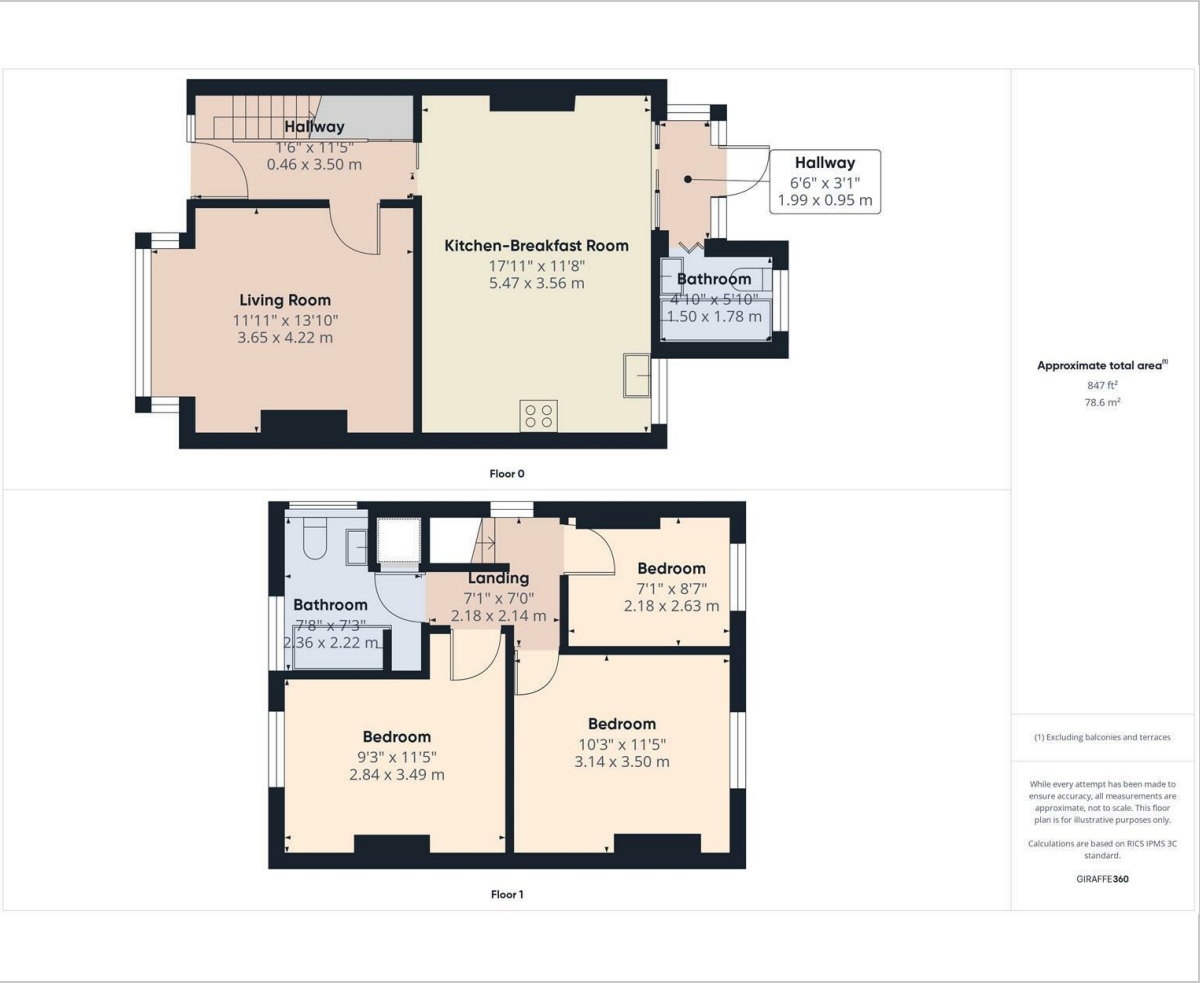 Hallway
1'6" x 11'5"
0.46 x 3.50 m
Hallway
6'6" x 3'1"
1.99 x 0.95 m
Kitchen-Breakfast Room
17'11" x 11'8"
5.47 x 3.56 m
Bathroom
4'10" x 5'10"
1.50 x 1.78 m
Living Room
11'11" x 13'10"
3.65 x 4.22 m
Floor 0
Landing
7'1" x 7'0"
2.18 x 2.14 m
Bedroom
7'1" x 8'7"
2.18 x 2.63 m
Bathroom
7'8" x 7'3"
2.36 x 2.22 m
Bedroom
9'3" x 11'5"
2.84 x 3.49 m
Bedroom
10'3" x 11'5"
3.14 x 3.50 m
Floor 1
Approximate total area⁽¹⁾
847 ft²
78.6 m²
(1) Excluding balconies and terraces
While every attempt has been made to
ensure accuracy, all measurements are
approximate, not to scale. This floor
plan is for illustrative purposes only.
Calculations are based on RICS IPMS 3C
standard.
GIRAFFE360